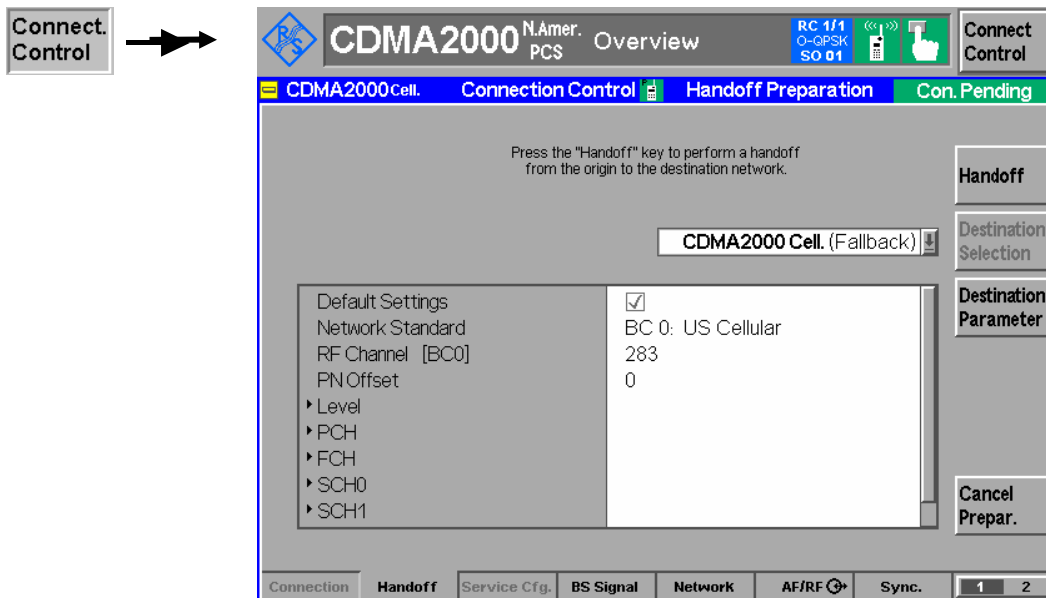 Connect.
Control
R S
CDMA2000 N.Amer. PCS Overview
RC 1/1
O-QPSK
SO 01
Connect
Control
CDMA2000 Cell. Connection Control Handoff Preparation Con. Pending
Press the "Handoff" key to perform a handoff
from the origin to the destination network.
Handoff
CDMA2000 Cell. (Fallback)
Destination
Selection
Default Settings
Network Standard BC 0: US Cellular
RF Channel [BC0] 283
PN Offset 0
Level
PCH
FCH
SCH0
SCH1
Destination
Parameter
Cancel
Prepar.
Connection Handoff Service Cfg. BS Signal Network AF/RF Sync. 1 2